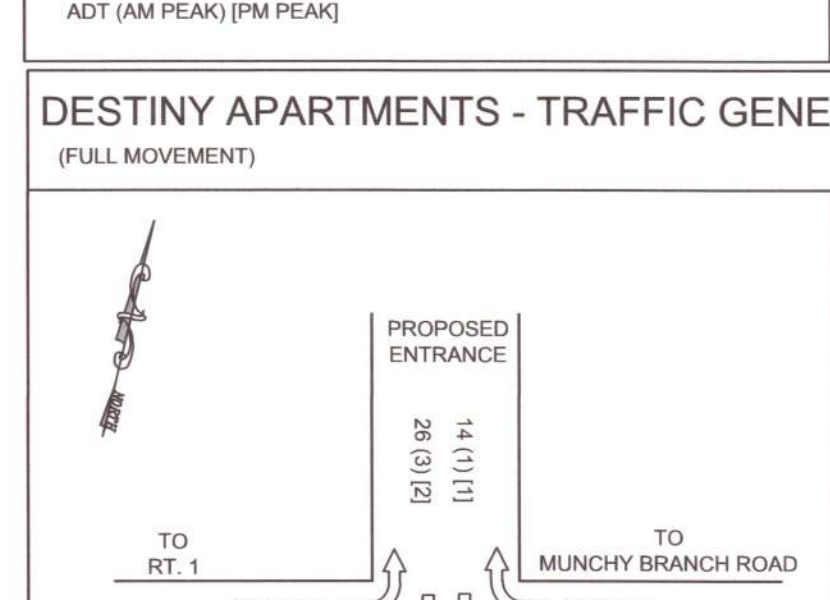 ADT (AM PEAK) [PM PEAK]
DESTINY APARTMENTS - TRAFFIC GENE
(FULL MOVEMENT)
NORTH
PROPOSED
ENTRANCE
14 (1) [1]
26 (3) [2]
TO
RT. 1
TO
MUNCHY BRANCH ROAD